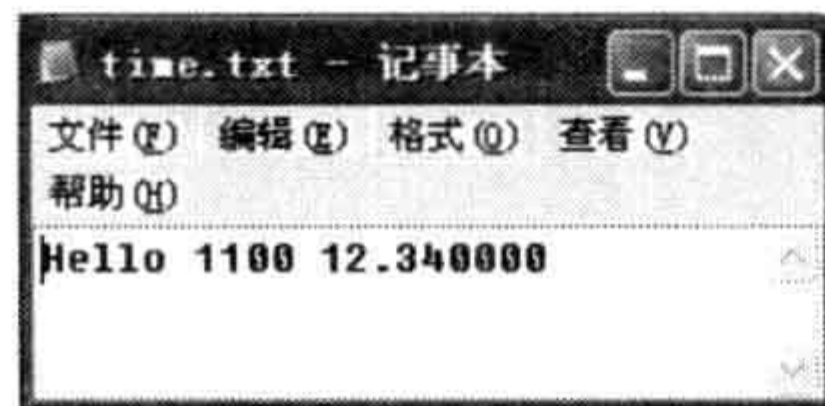 time.txt - 记事本
文件(F) 编辑(E) 格式(O) 查看(V)
帮助(H)
Hello 1100 12.340000